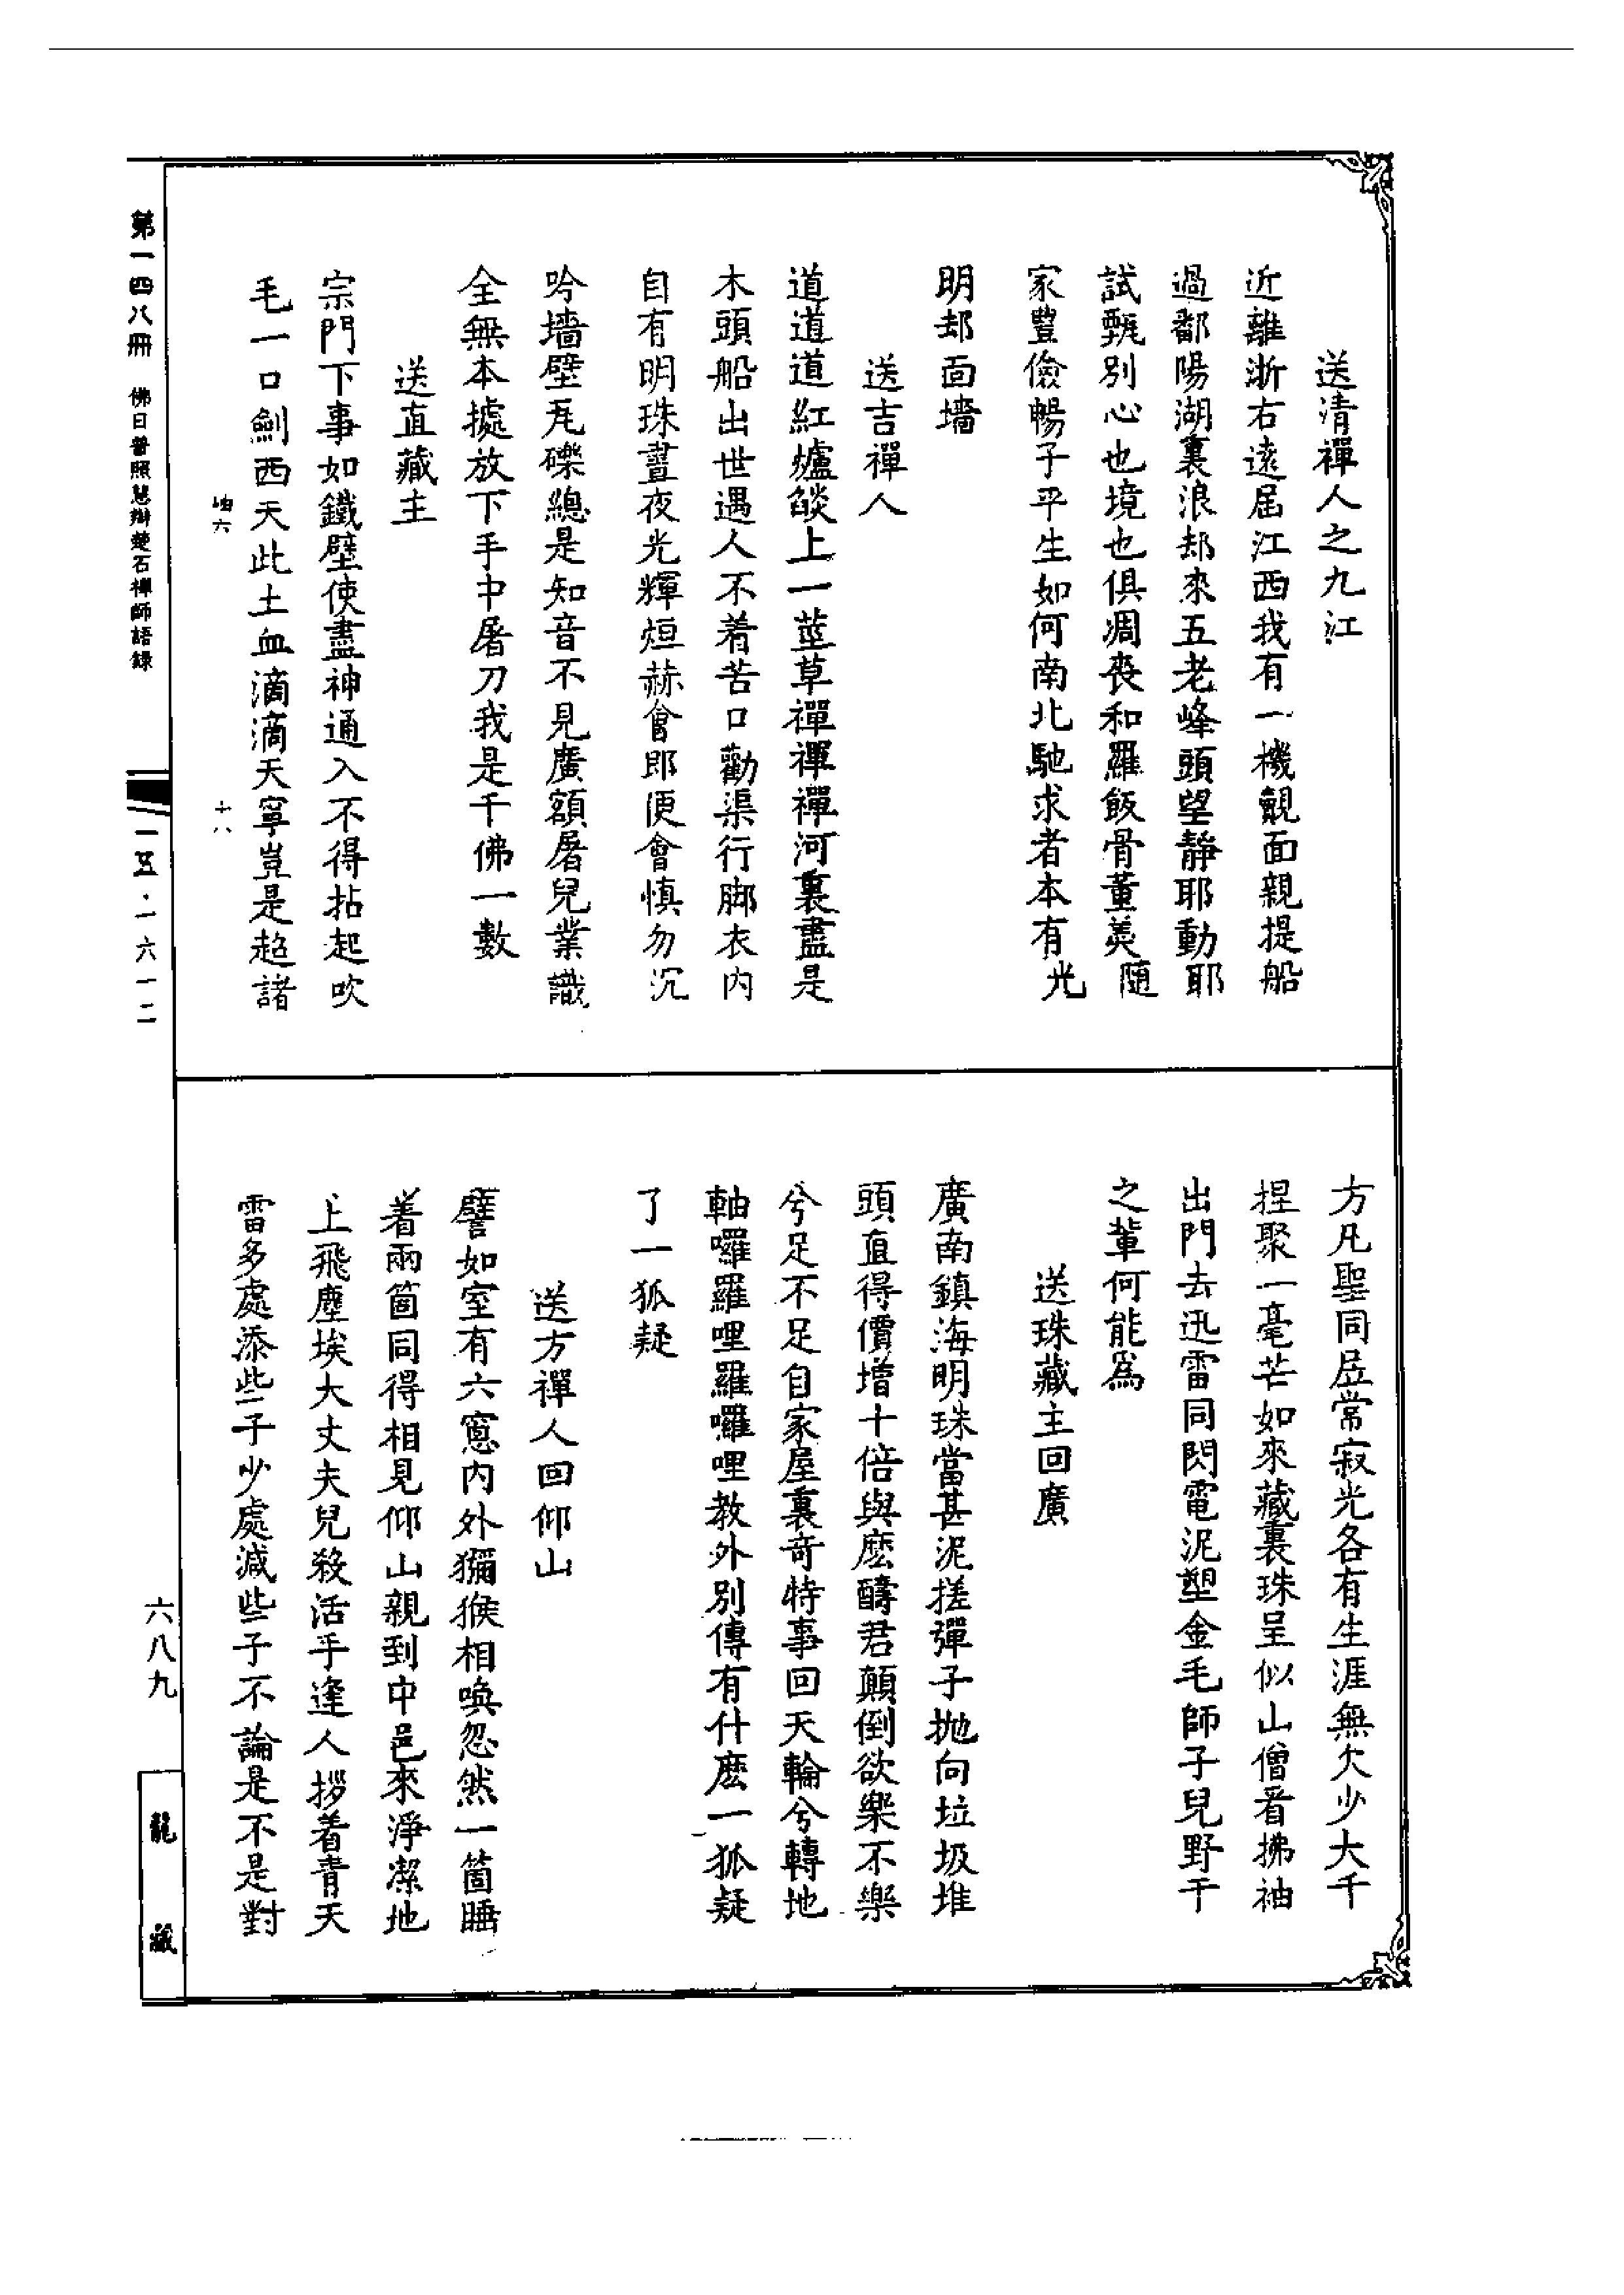 送清禪人之九江
近離浙右遠屆江西我有一機覿面親提船
過鄱陽湖裏浪却來五老峰頭望靜耶動耶
試甄別心也境也俱凋喪和羅飯骨董羮隨
家豐儉暢子平生如何南北馳求者本有光
明却面墻
送吉禪人
道道道紅爐燄上一莖草禪禪禪河裏盡是
木頭船出世遇人不着苦口勸渠行脚衣内
自有明珠晝夜光輝烜赫會即便會慎勿沉
吟墻壁瓦礫總是知音不見廣額屠兒業識
全無本據放下手中屠刀我是千佛一數
送直藏主
宗門下事如鐵壁使盡神通入不得拈起吹
毛一口劍西天此土血滴滴天寧豈是趁諸
岫六
十八
方凡聖同居常寂光各有生涯無欠少大千
捏聚一毫芒如來藏裏珠呈似山僧看拂袖
出門去迅雷同閃電泥塑金毛師子兒野干
之輩何能爲
送珠藏主回廣
廣南鎮海明珠當甚泥搓彈子抛向垃圾堆
頭直得價增十倍與麽醻君顛倒欲樂不樂
兮足不足自家屋裏奇特事回天輪兮轉地
軸囉羅哩羅囉哩教外別傳有什麽一狐疑
了一狐疑
送方禪人回仰山
譬如室有六窻内外獼猴相喚忽然一箇睡
着兩箇同得相見仰山親到中邑來淨潔地
上飛塵埃大丈夫兒殺活手逢人拶着青天
雷多處添些子少處減些子不論是不是對
第一四八冊　佛日普照慧辯楚石禪師語録
一五·一六一二
六八九
龍藏